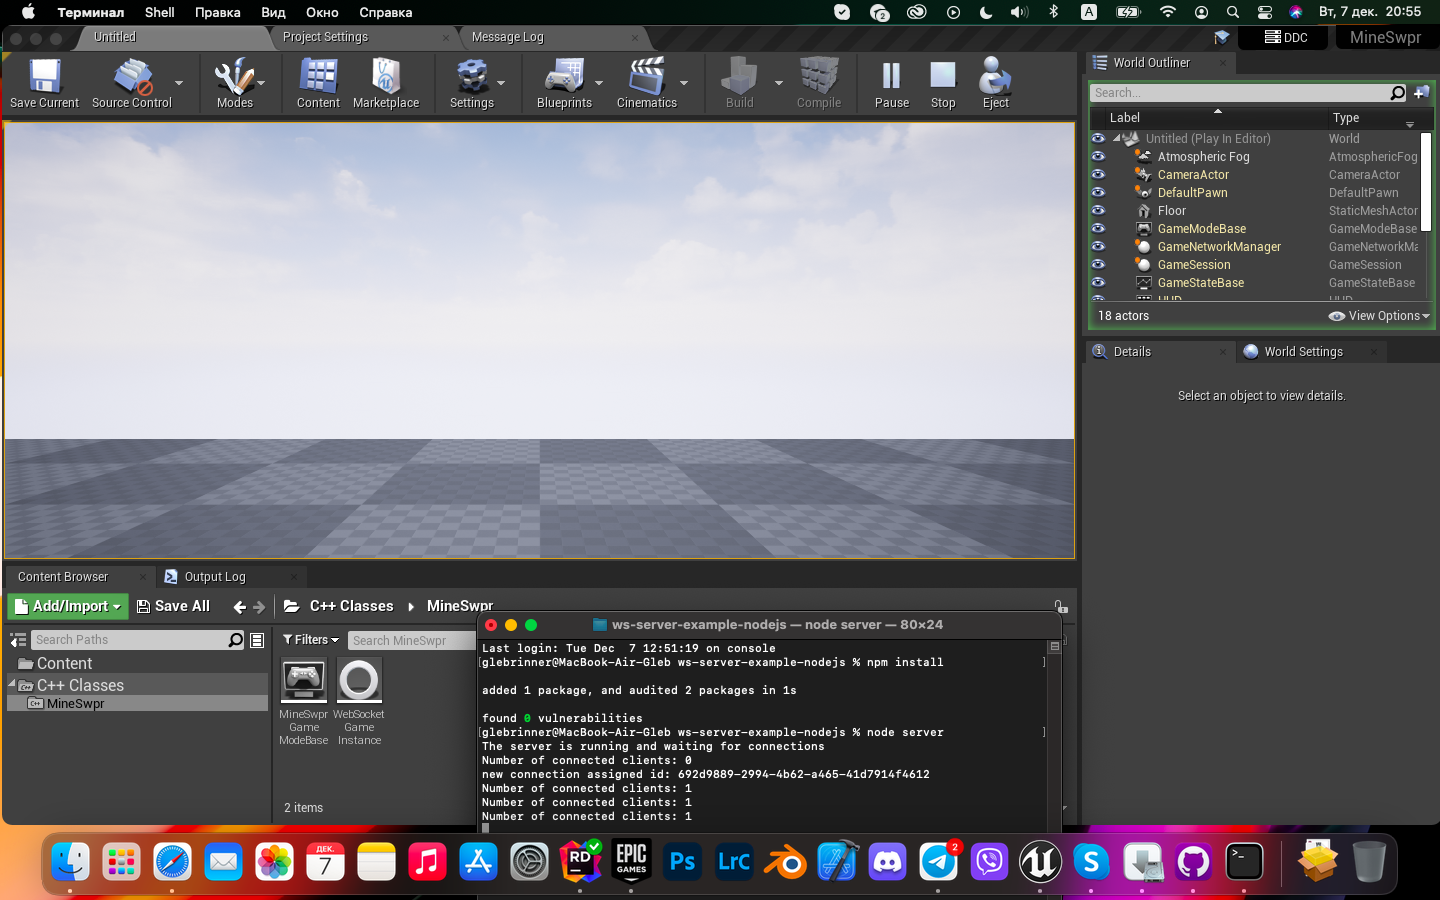 Терминал Shell Правка Вид Окно Справка
2 A Вт, 7 дек. 20:55
Untitled Project Settings Message Log DDC MineSwpr
Save Current Source Control Modes Content Marketplace Settings Blueprints Cinematics Build Compile Pause Stop Eject
World Outliner
Search...
Label Type
Untitled (Play In Editor) World
Atmospheric Fog AtmosphericFog
CameraActor CameraActor
DefaultPawn DefaultPawn
Floor StaticMeshActor
GameModeBase GameModeBase
GameNetworkManager GameNetworkMa
GameSession GameSession
GameStateBase GameStateBase
18 actors View Options
Details World Settings
Select an object to view details.
Content Browser Output Log
Add/Import Save All C++ Classes MineSwpr
Search Paths Filters Search MineSwpr
Content
C++ Classes
MineSwpr
MineSwpr
Game
ModeBase
WebSocket
Game
Instance
2 items
ws-server-example-nodejs — node server — 80×24
Last login: Tue Dec  7 12:51:19 on console
[glebrinner@MacBook-Air-Gleb ws-server-example-nodejs % npm install ]
added 1 package, and audited 2 packages in 1s
found 0 vulnerabilities
[glebrinner@MacBook-Air-Gleb ws-server-example-nodejs % node server ]
The server is running and waiting for connections
Number of connected clients: 0
new connection assigned id: 692d9889-2994-4b62-a465-41d7914f4612
Number of connected clients: 1
Number of connected clients: 1
Number of connected clients: 1
ДЕК. 7 RD EPIC GAMES Ps LrC 2 >_